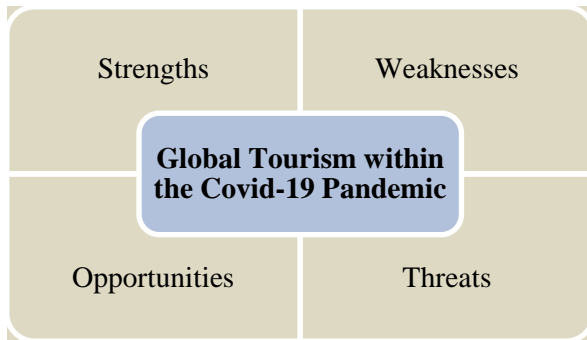 Strengths
Weaknesses
Global Tourism within
the Covid-19 Pandemic
Opportunities
Threats